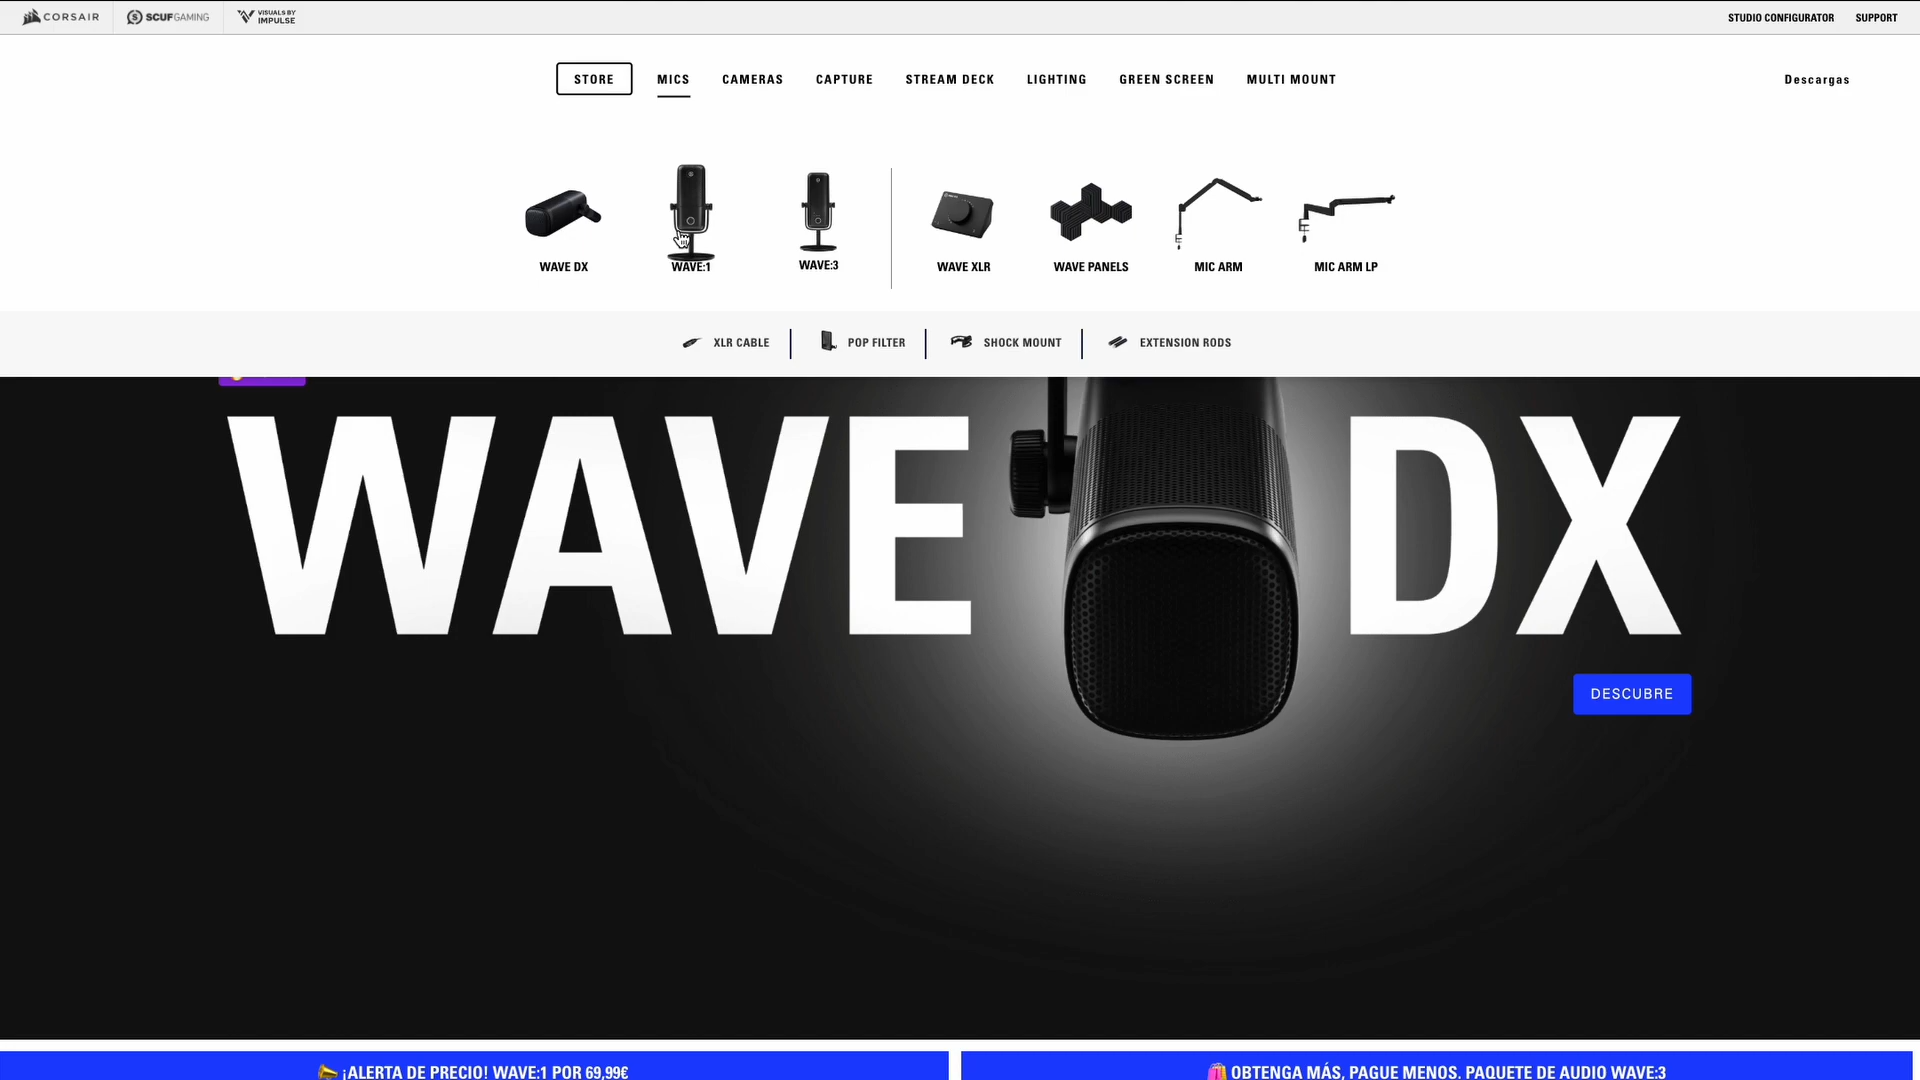 CORSAIR
SCUFGAMING
VISUALS BY
IMPULSE
STUDIO CONFIGURATOR
SUPPORT
STORE
MICS
CAMERAS
CAPTURE
STREAM DECK
LIGHTING
GREEN SCREEN
MULTI MOUNT
Descargas
WAVE DX
WAVE:1
WAVE:3
WAVE XLR
WAVE PANELS
MIC ARM
MIC ARM LP
XLR CABLE
POP FILTER
SHOCK MOUNT
EXTENSION RODS
WAVE DX
DESCUBRE
¡ALERTA DE PRECIO! WAVE:1 POR 69,99€
OBTENGA MÁS, PAGUE MENOS. PAQUETE DE AUDIO WAVE:3